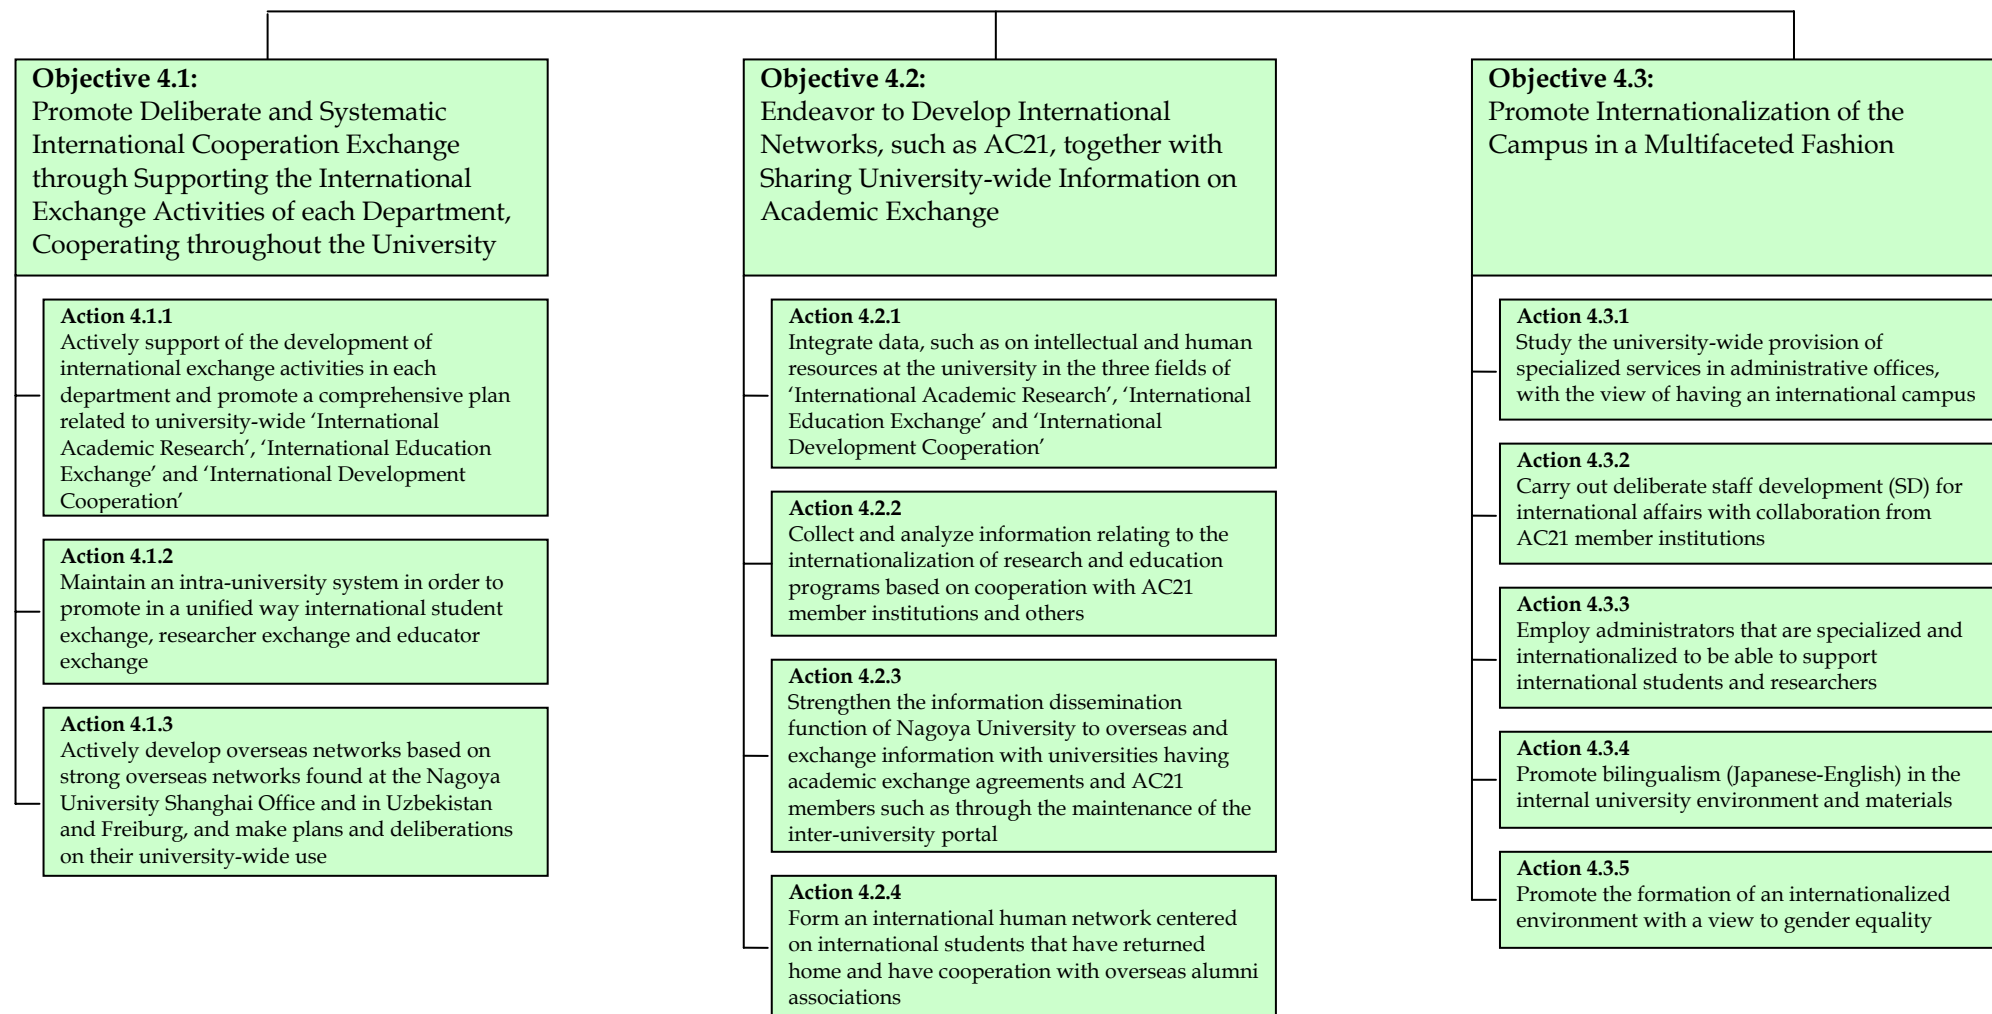 Objective 4.1:
Promote Deliberate and Systematic
International Cooperation Exchange
through Supporting the International
Exchange Activities of each Department,
Cooperating throughout the University
Action 4.1.1
Actively support of the development of
international exchange activities in each
department and promote a comprehensive plan
related to university-wide ‘International
Academic Research’, ‘International Education
Exchange’ and ‘International Development
Cooperation’
Action 4.1.2
Maintain an intra-university system in order to
promote in a unified way international student
exchange, researcher exchange and educator
exchange
Action 4.1.3
Actively develop overseas networks based on
strong overseas networks found at the Nagoya
University Shanghai Office and in Uzbekistan
and Freiburg, and make plans and deliberations
on their university-wide use
Objective 4.2:
Endeavor to Develop International
Networks, such as AC21, together with
Sharing University-wide Information on
Academic Exchange
Action 4.2.1
Integrate data, such as on intellectual and human
resources at the university in the three fields of
‘International Academic Research’, ‘International
Education Exchange’ and ‘International
Development Cooperation’
Action 4.2.2
Collect and analyze information relating to the
internationalization of research and education
programs based on cooperation with AC21
member institutions and others
Action 4.2.3
Strengthen the information dissemination
function of Nagoya University to overseas and
exchange information with universities having
academic exchange agreements and AC21
members such as through the maintenance of the
inter-university portal
Action 4.2.4
Form an international human network centered
on international students that have returned
home and have cooperation with overseas alumni
associations
Objective 4.3:
Promote Internationalization of the
Campus in a Multifaceted Fashion
Action 4.3.1
Study the university-wide provision of
specialized services in administrative offices,
with the view of having an international campus
Action 4.3.2
Carry out deliberate staff development (SD) for
international affairs with collaboration from
AC21 member institutions
Action 4.3.3
Employ administrators that are specialized and
internationalized to be able to support
international students and researchers
Action 4.3.4
Promote bilingualism (Japanese-English) in the
internal university environment and materials
Action 4.3.5
Promote the formation of an internationalized
environment with a view to gender equality